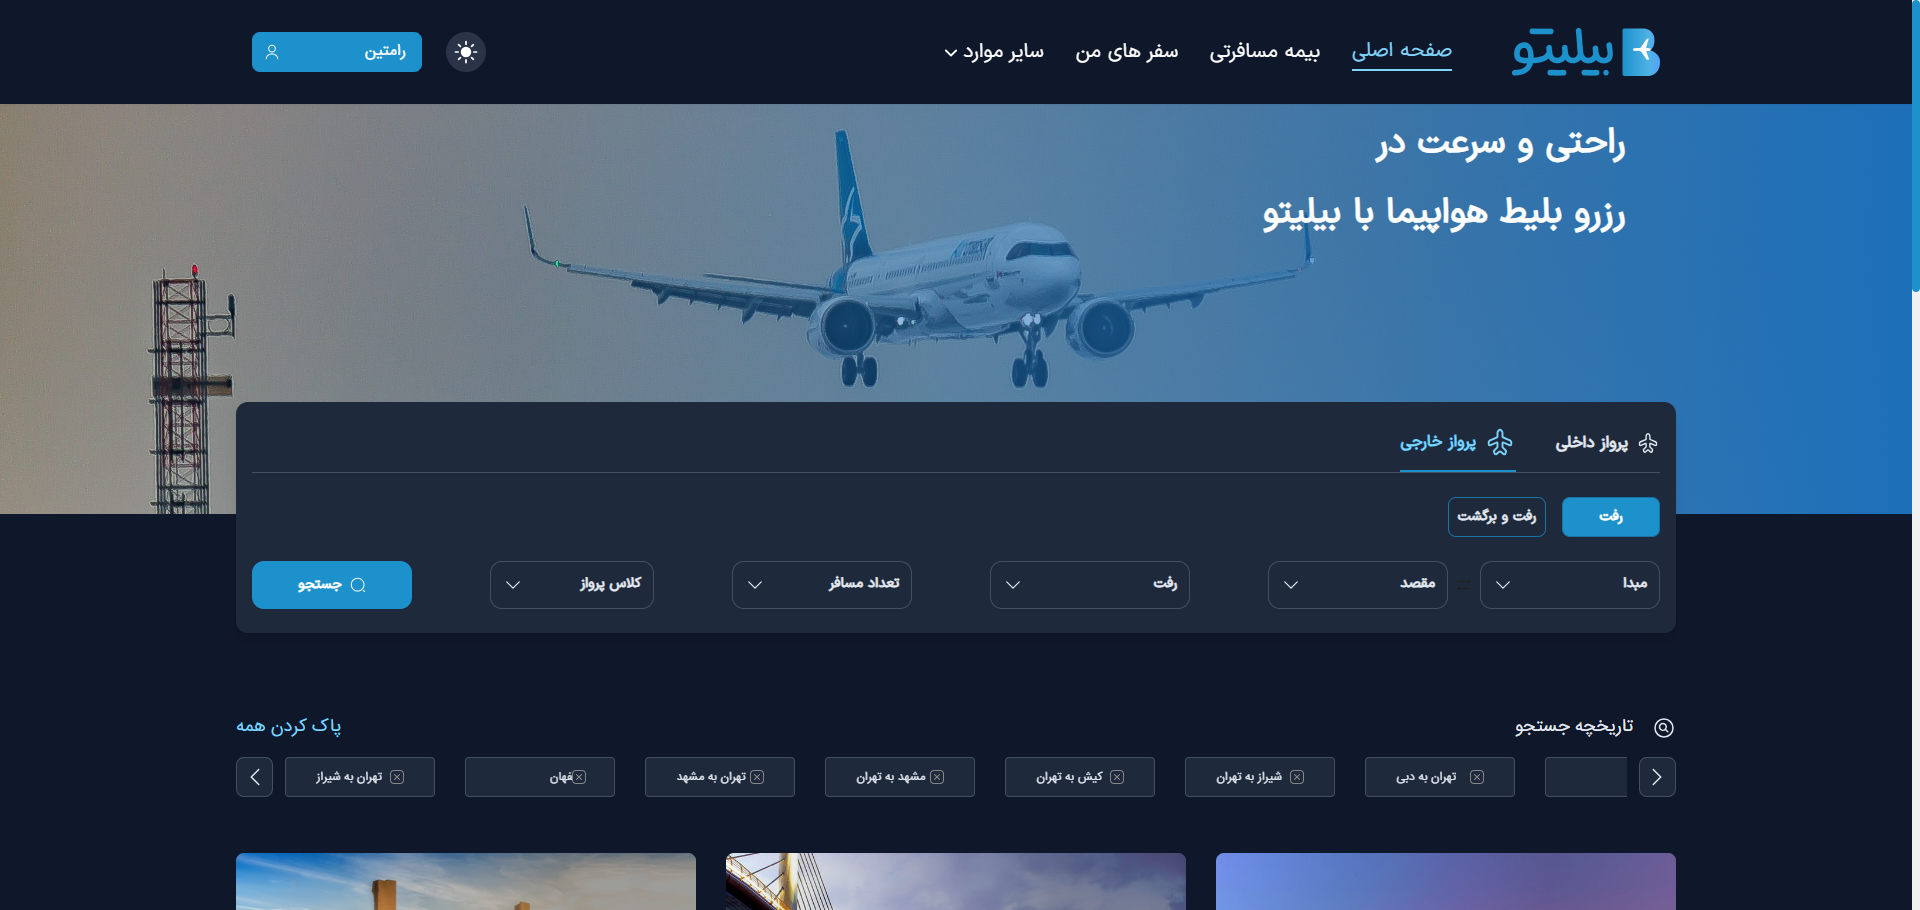 بیلیتو
صفحه اصلی
بیمه مسافرتی
سفر های من
سایر موارد
رامتین
راحتی و سرعت در
رزرو بلیط هواپیما با بیلیتو
پرواز داخلی
پرواز خارجی
رفت
رفت و برگشت
مبدا
مقصد
رفت
تعداد مسافر
کلاس پرواز
جستجو
تاریخچه جستجو
پاک کردن همه
تهران به دبی
شیراز به تهران
کیش به تهران
مشهد به تهران
تهران به مشهد
فهان
تهران به شیراز